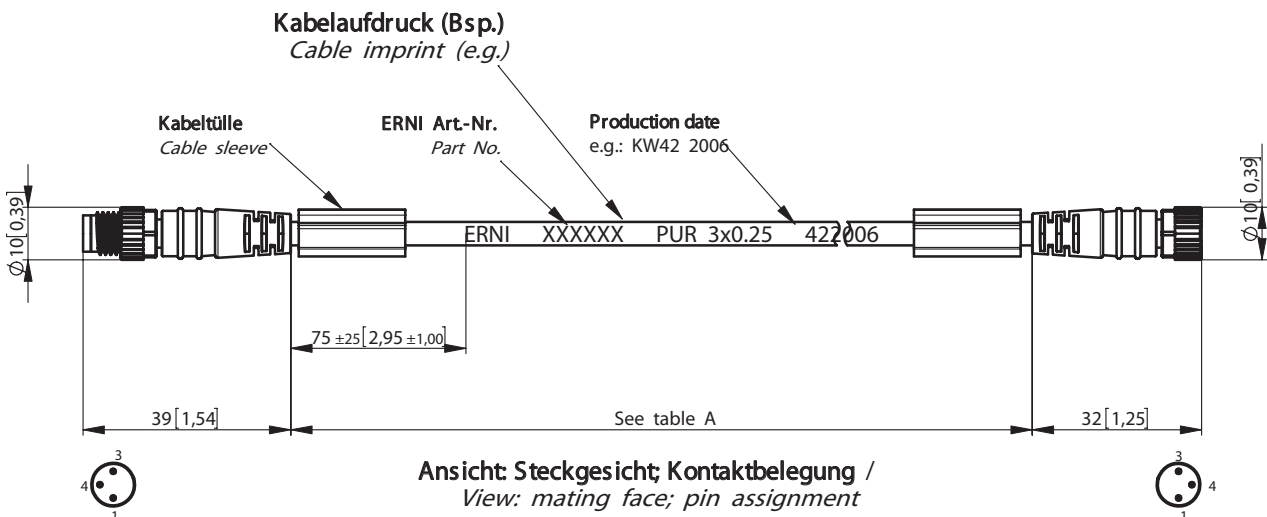 Kabelaufdruck (Bsp.)
Cable imprint (e.g.)
Kabeltülle
Cable sleeve
ERNI Art.-Nr.
Part No.
Production date
e.g.: KW42 2006
Ø10[0,39]
Ø10[0,39]
ERNI XXXXXX PUR 3x0.25 422006
75 ±25[2,95 ±1,00]
39[1,54]
See table A
32[1,25]
3
4
1
Ansicht: Steckgesicht; Kontaktbelegung /
View: mating face; pin assignment
3
4
1